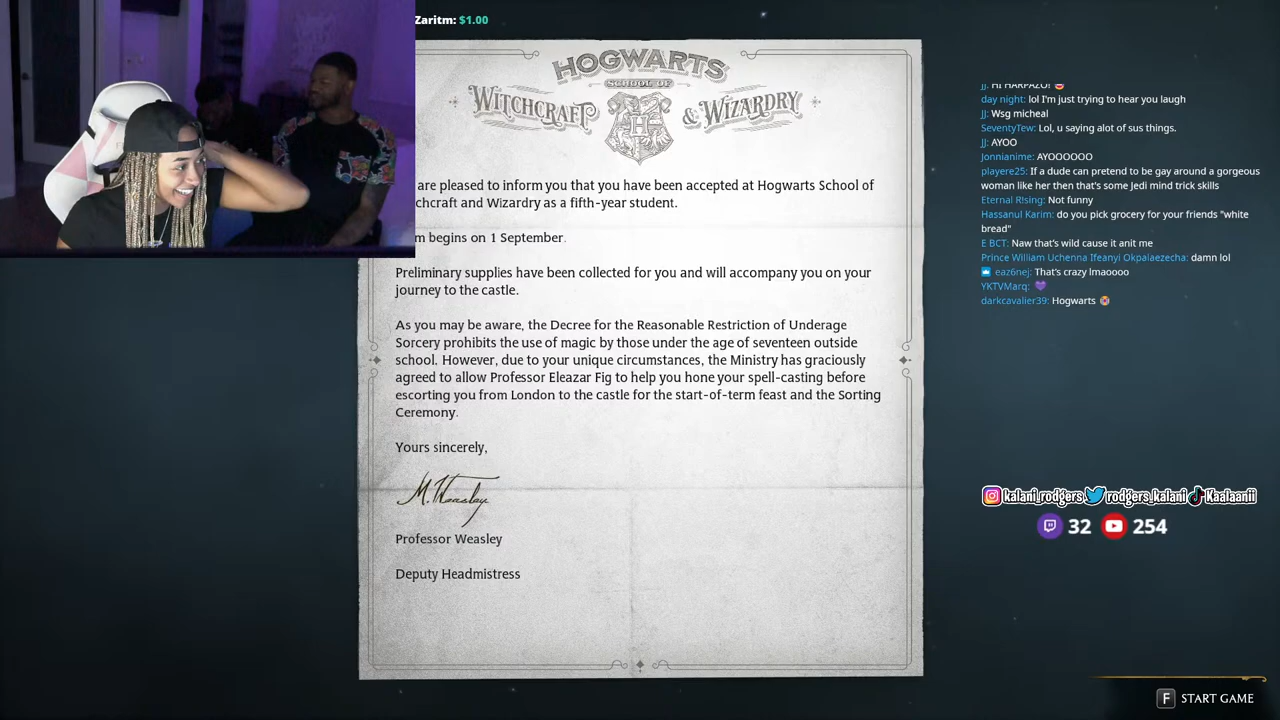 Zaritm: $1.00
HOGWARTS
SCHOOL OF
WITCHCRAFT & WIZARDRY
H
are pleased to inform you that you have been accepted at Hogwarts School of
chcraft and Wizardry as a fifth-year student.
m begins on 1 September.
Preliminary supplies have been collected for you and will accompany you on your
journey to the castle.
As you may be aware, the Decree for the Reasonable Restriction of Underage
Sorcery prohibits the use of magic by those under the age of seventeen outside
school. However, due to your unique circumstances, the Ministry has graciously
agreed to allow Professor Eleazar Fig to help you hone your spell-casting before
escorting you from London to the castle for the start-of-term feast and the Sorting
Ceremony.
Yours sincerely,
M. Weasley
Professor Weasley
Deputy Headmistress
JJ: HI HARPAZO!
day night: lol I'm just trying to hear you laugh
JJ: Wsg micheal
SeventyTew: Lol, u saying alot of sus things.
JJ: AYOO
Jonnianime: AYOOOOOO
playere25: If a dude can pretend to be gay around a gorgeous
woman like her then that's some Jedi mind trick skills
Eternal R!sing: Not funny
Hassanul Karim: do you pick grocery for your friends "white
bread"
E BCT: Naw that's wild cause it anit me
Prince William Uchenna Ifeanyi Okpalaezecha: damn lol
eaz6nej: That's crazy lmaoooo
YKTVMarq: 💜
darkcavalier39: Hogwarts
kalani_rodgers rodgers_kalani Kaalaanii
32 254
F START GAME